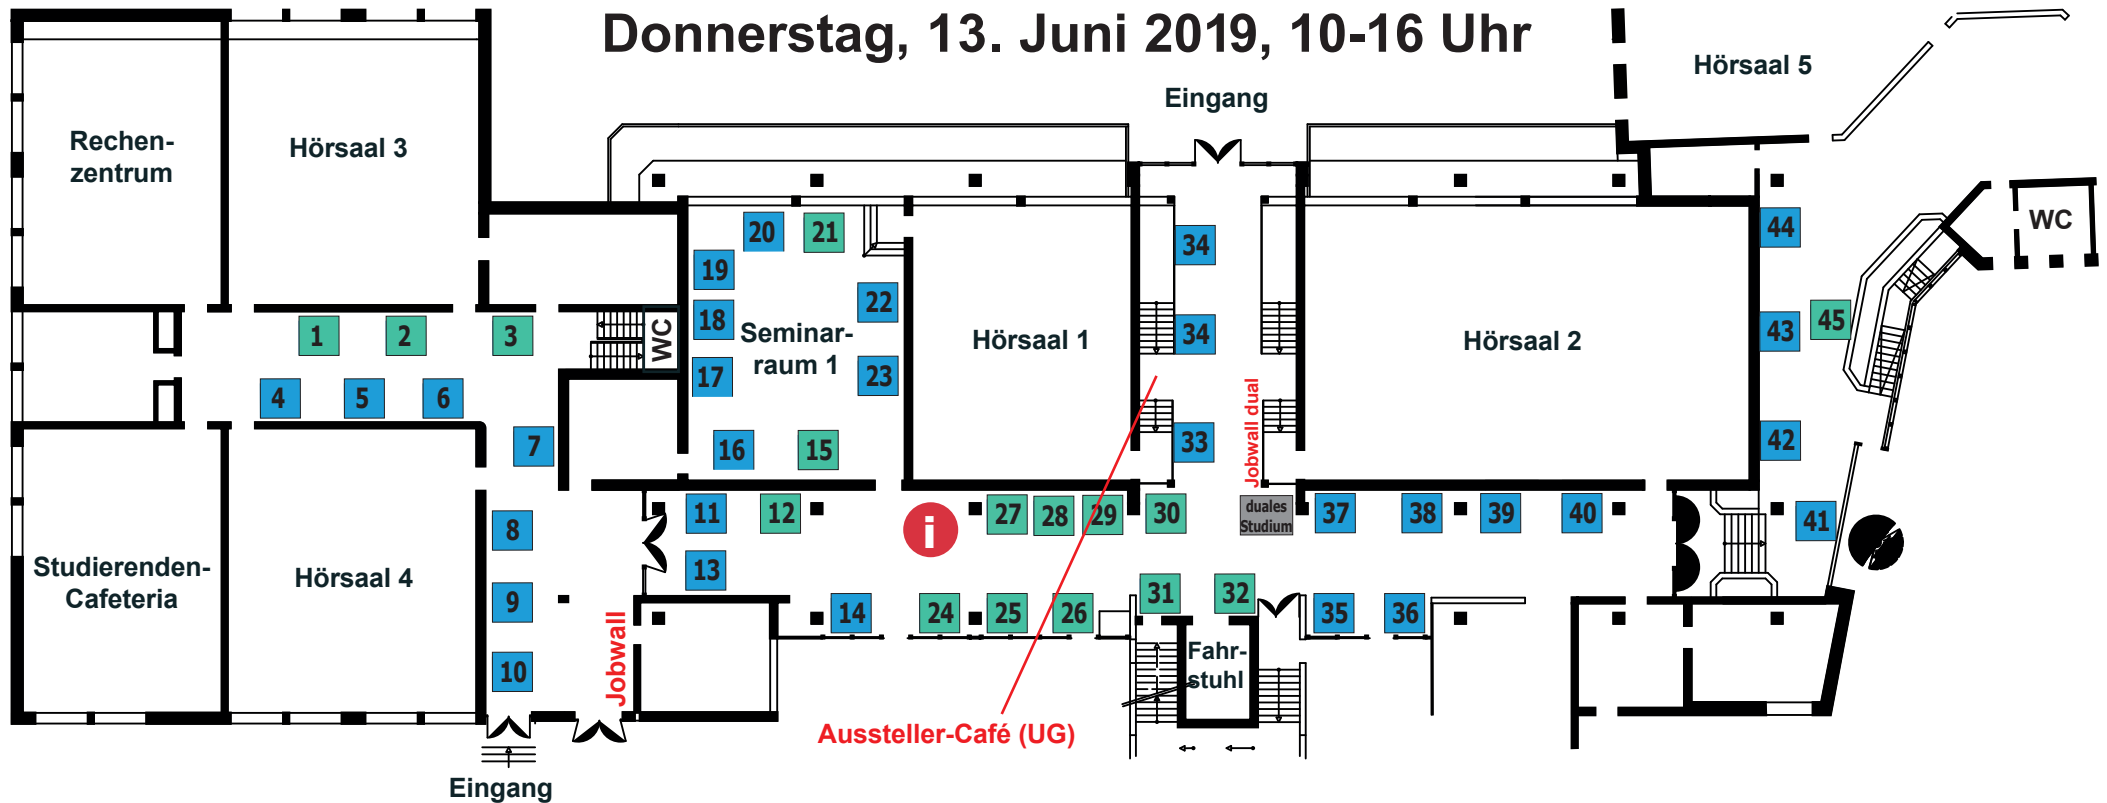 Donnerstag, 13. Juni 2019, 10-16 Uhr
Hörsaal 5
Eingang
Rechen-
zentrum
Hörsaal 3
WC
20
21
44
34
19
22
18
Seminar-
raum 1
Hörsaal 1
34
Hörsaal 2
43
45
1
2
3
WC
17
23
4
5
6
Jobwall dual
7
16
15
33
42
8
11
12
i
27
28
29
30
duales
Studium
37
38
39
40
41
Studierenden-
Cafeteria
Hörsaal 4
13
9
31
32
14
24
25
26
35
36
10
Jobwall
Fahr-
stuhl
Aussteller-Café (UG)
Eingang